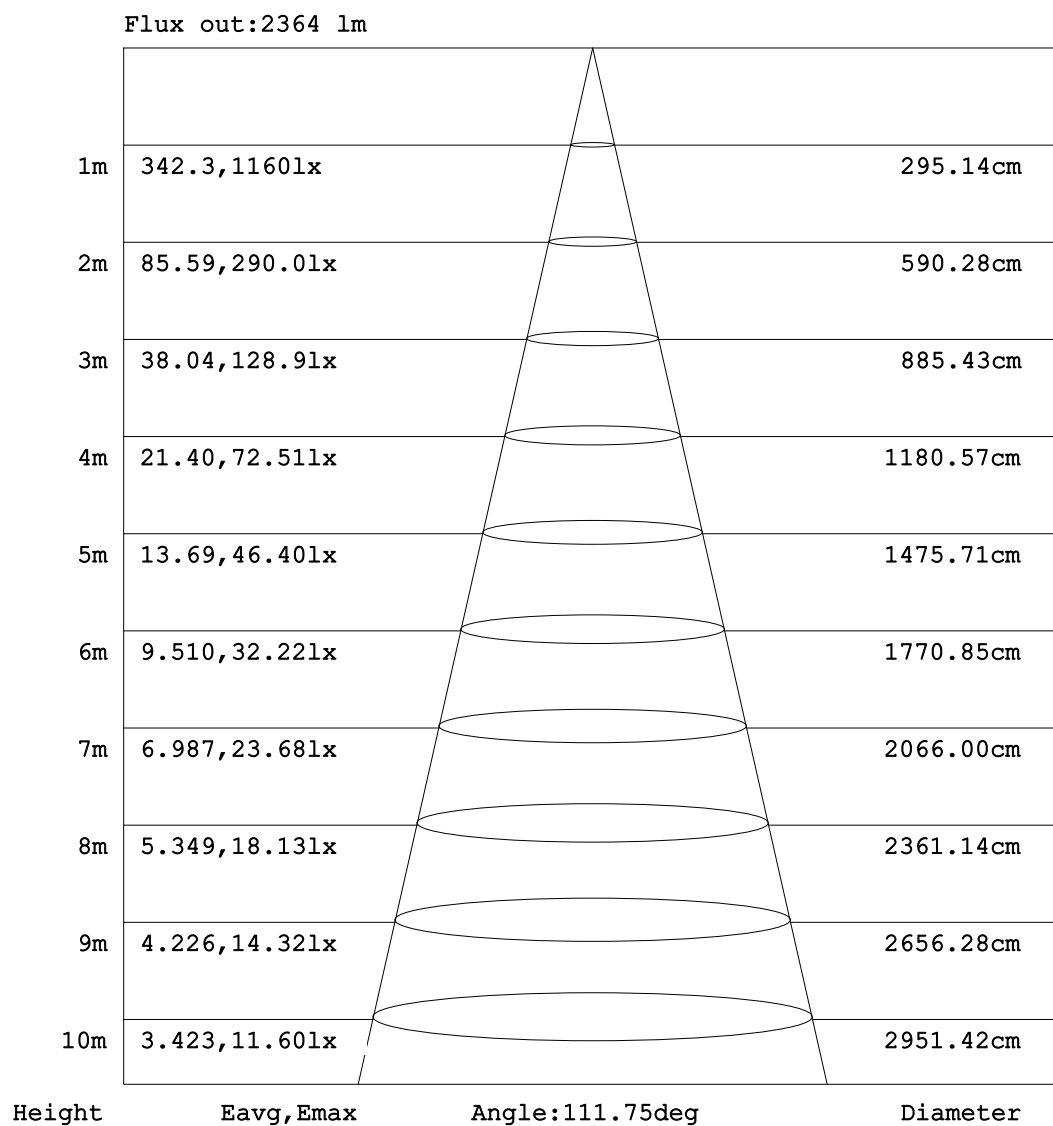 Flux out:2364 lm
1m 342.3,1160lx 295.14cm
2m 85.59,290.0lx 590.28cm
3m 38.04,128.9lx 885.43cm
4m 21.40,72.51lx 1180.57cm
5m 13.69,46.40lx 1475.71cm
6m 9.510,32.22lx 1770.85cm
7m 6.987,23.68lx 2066.00cm
8m 5.349,18.13lx 2361.14cm
9m 4.226,14.32lx 2656.28cm
10m 3.423,11.60lx 2951.42cm
Height Eavg,Emax Angle:111.75deg Diameter